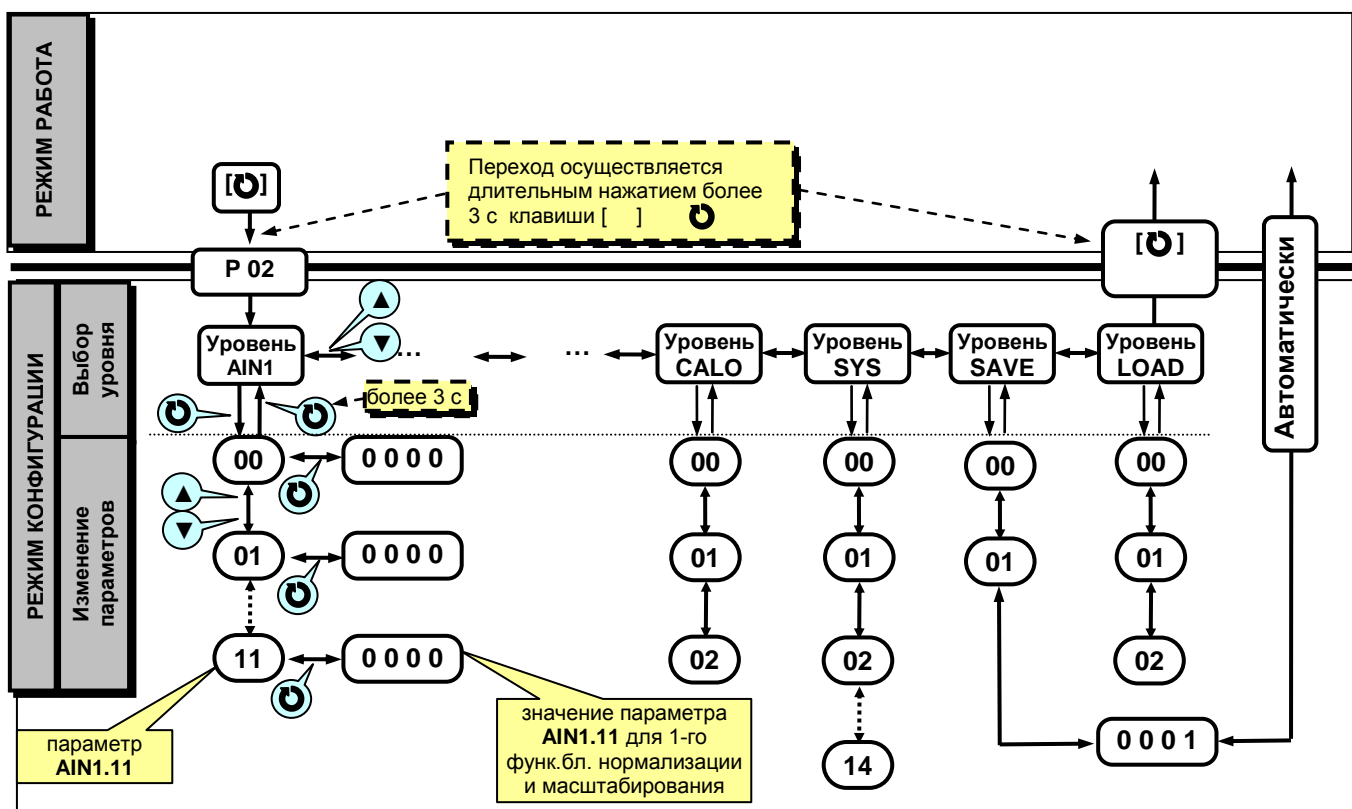 РЕЖИМ РАБОТА
[↻]
Переход осуществляется
длительным нажатием более
3 с клавиши [ ] ↻
[↻]
P 02
Автоматически
РЕЖИМ КОНФИГУРАЦИИ
Выбор
уровня
Уровень
AIN1
▲
▼
...
...
Уровень
CALO
Уровень
SYS
Уровень
SAVE
Уровень
LOAD
↻
↻
более 3 с
Изменение
параметров
00
0 0 0 0
00
00
00
00
↻
▲
▼
01
0 0 0 0
01
01
01
01
↻
11
0 0 0 0
02
02
02
↻
параметр
AIN1.11
значение параметра
AIN1.11 для 1-го
функ.бл. нормализации
и масштабирования
14
0 0 0 1